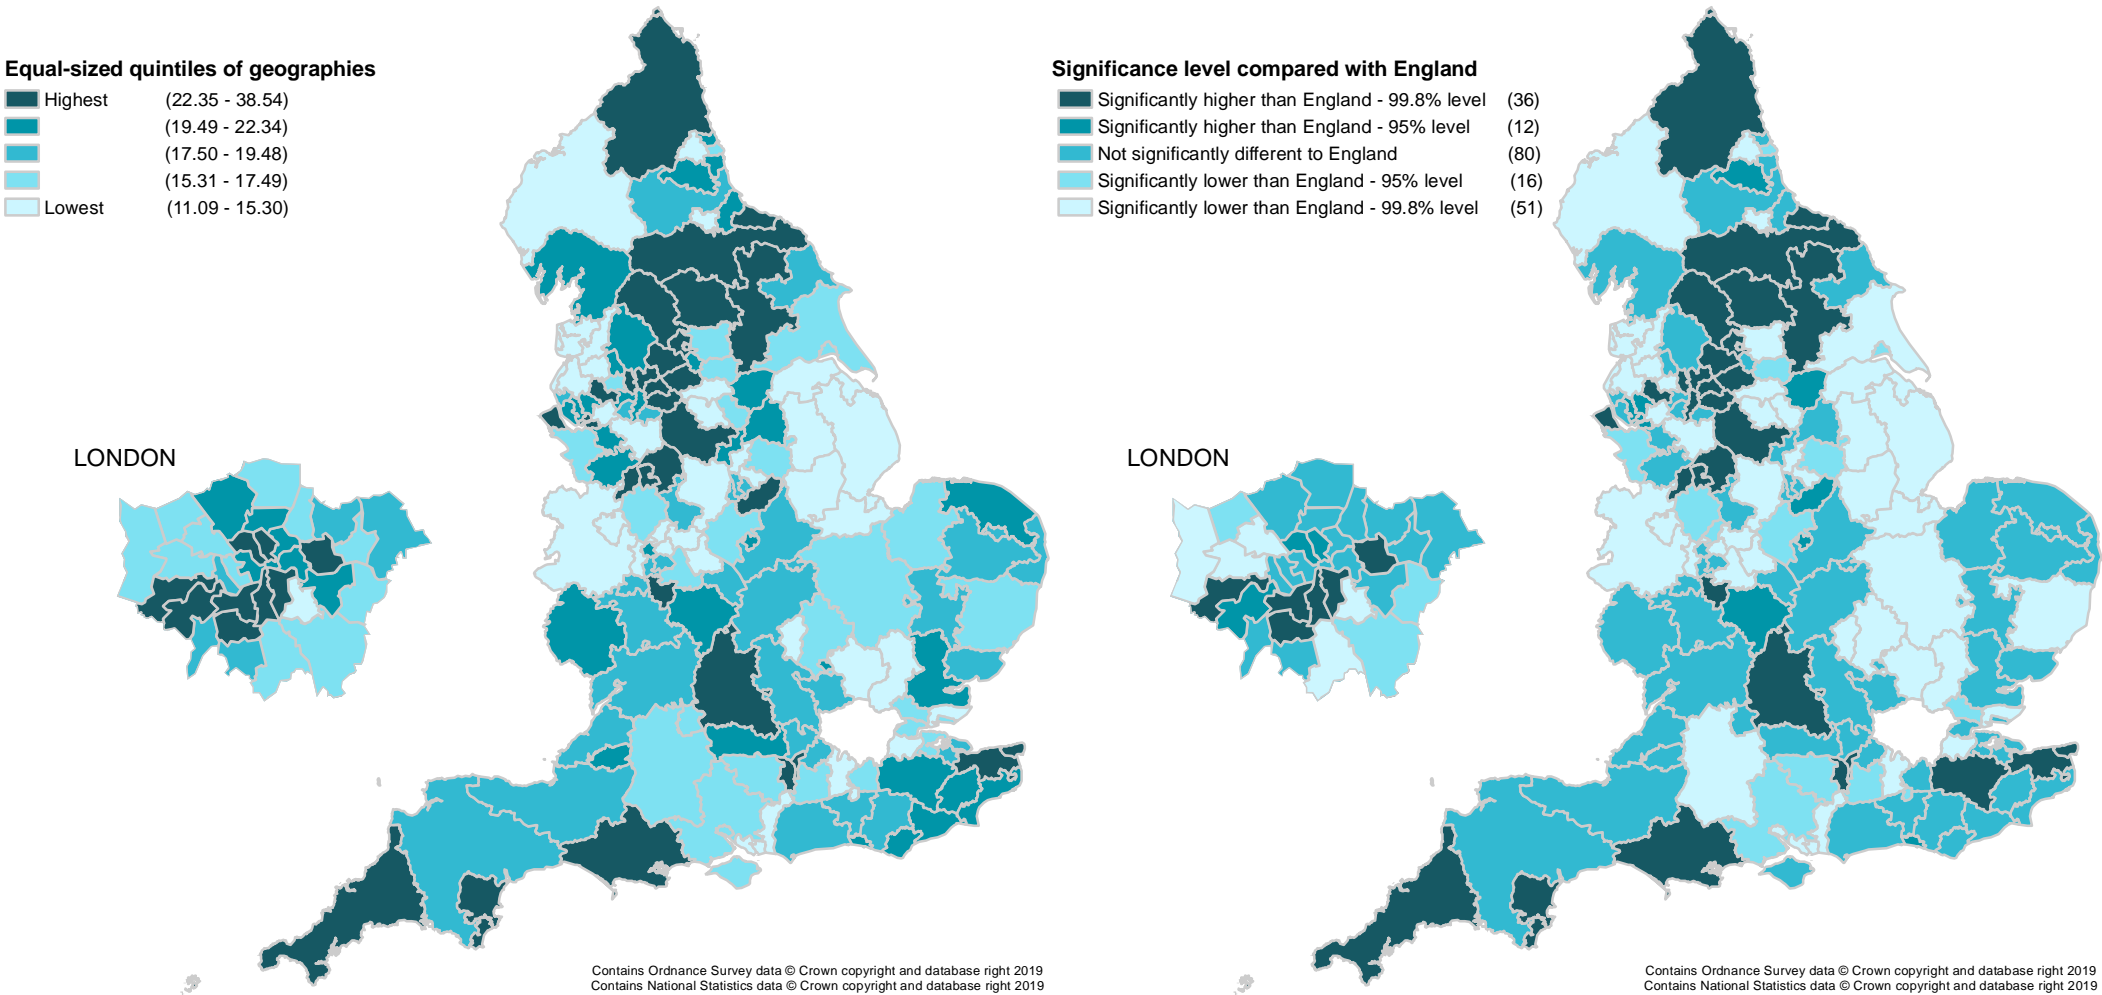 Equal-sized quintiles of geographies
Highest (22.35 - 38.54)
(19.49 - 22.34)
(17.50 - 19.48)
(15.31 - 17.49)
Lowest (11.09 - 15.30)
LONDON
Contains Ordnance Survey data © Crown copyright and database right 2019
Contains National Statistics data © Crown copyright and database right 2019
Significance level compared with England
Significantly higher than England - 99.8% level (36)
Significantly higher than England - 95% level (12)
Not significantly different to England (80)
Significantly lower than England - 95% level (16)
Significantly lower than England - 99.8% level (51)
LONDON
Contains Ordnance Survey data © Crown copyright and database right 2019
Contains National Statistics data © Crown copyright and database right 2019